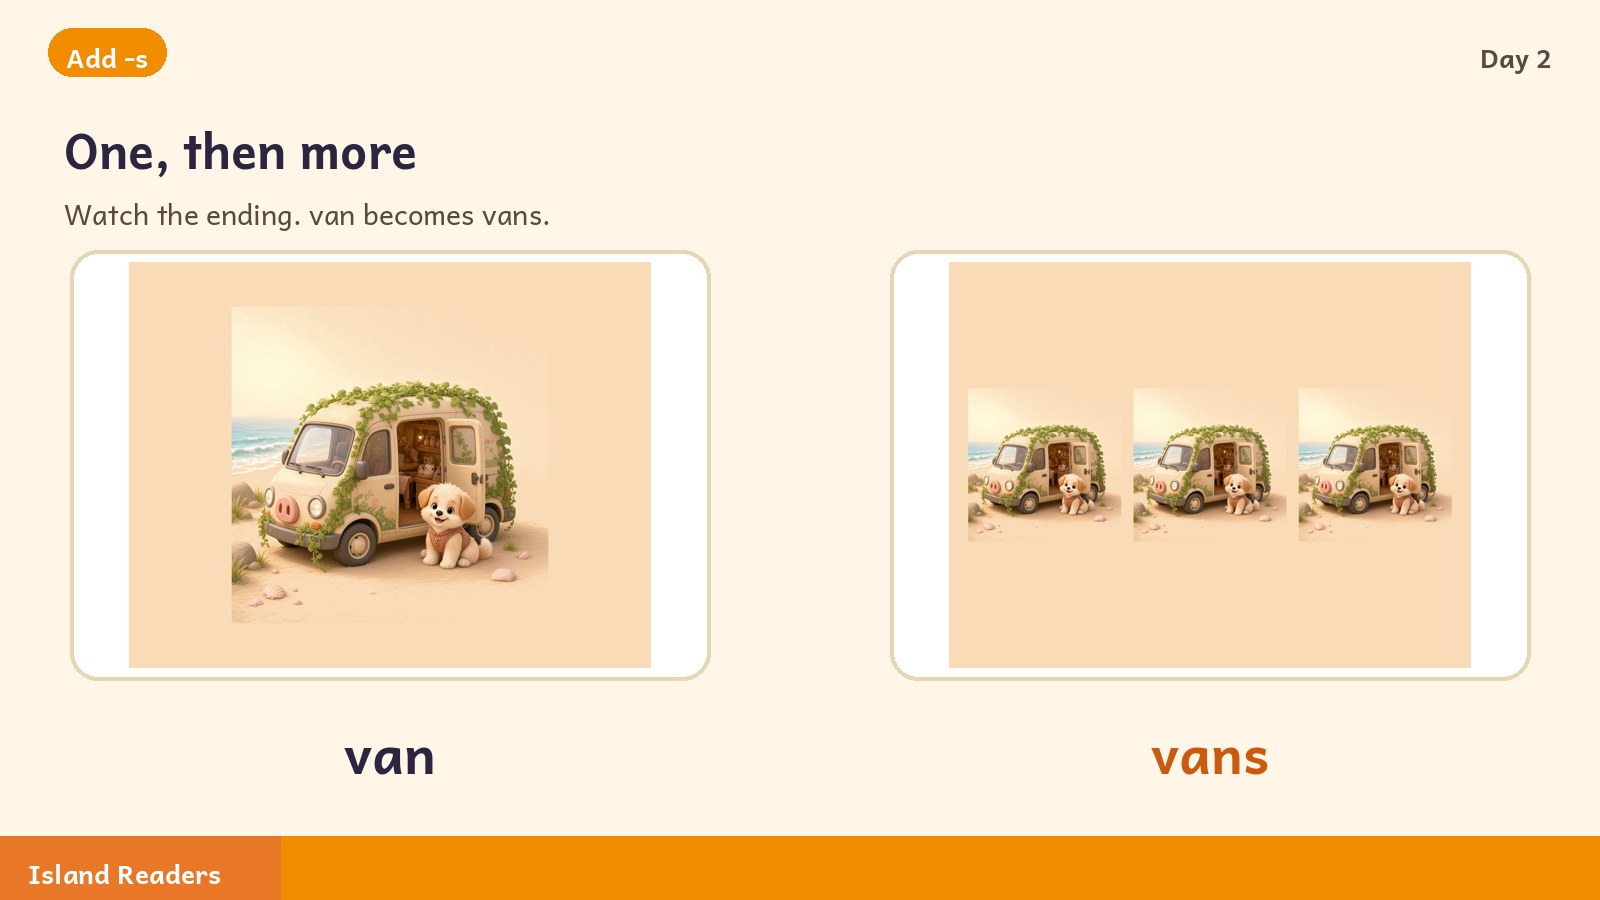 Add -s
Day 2
One, then more
Watch the ending. van becomes vans.
van
vans
Island Readers